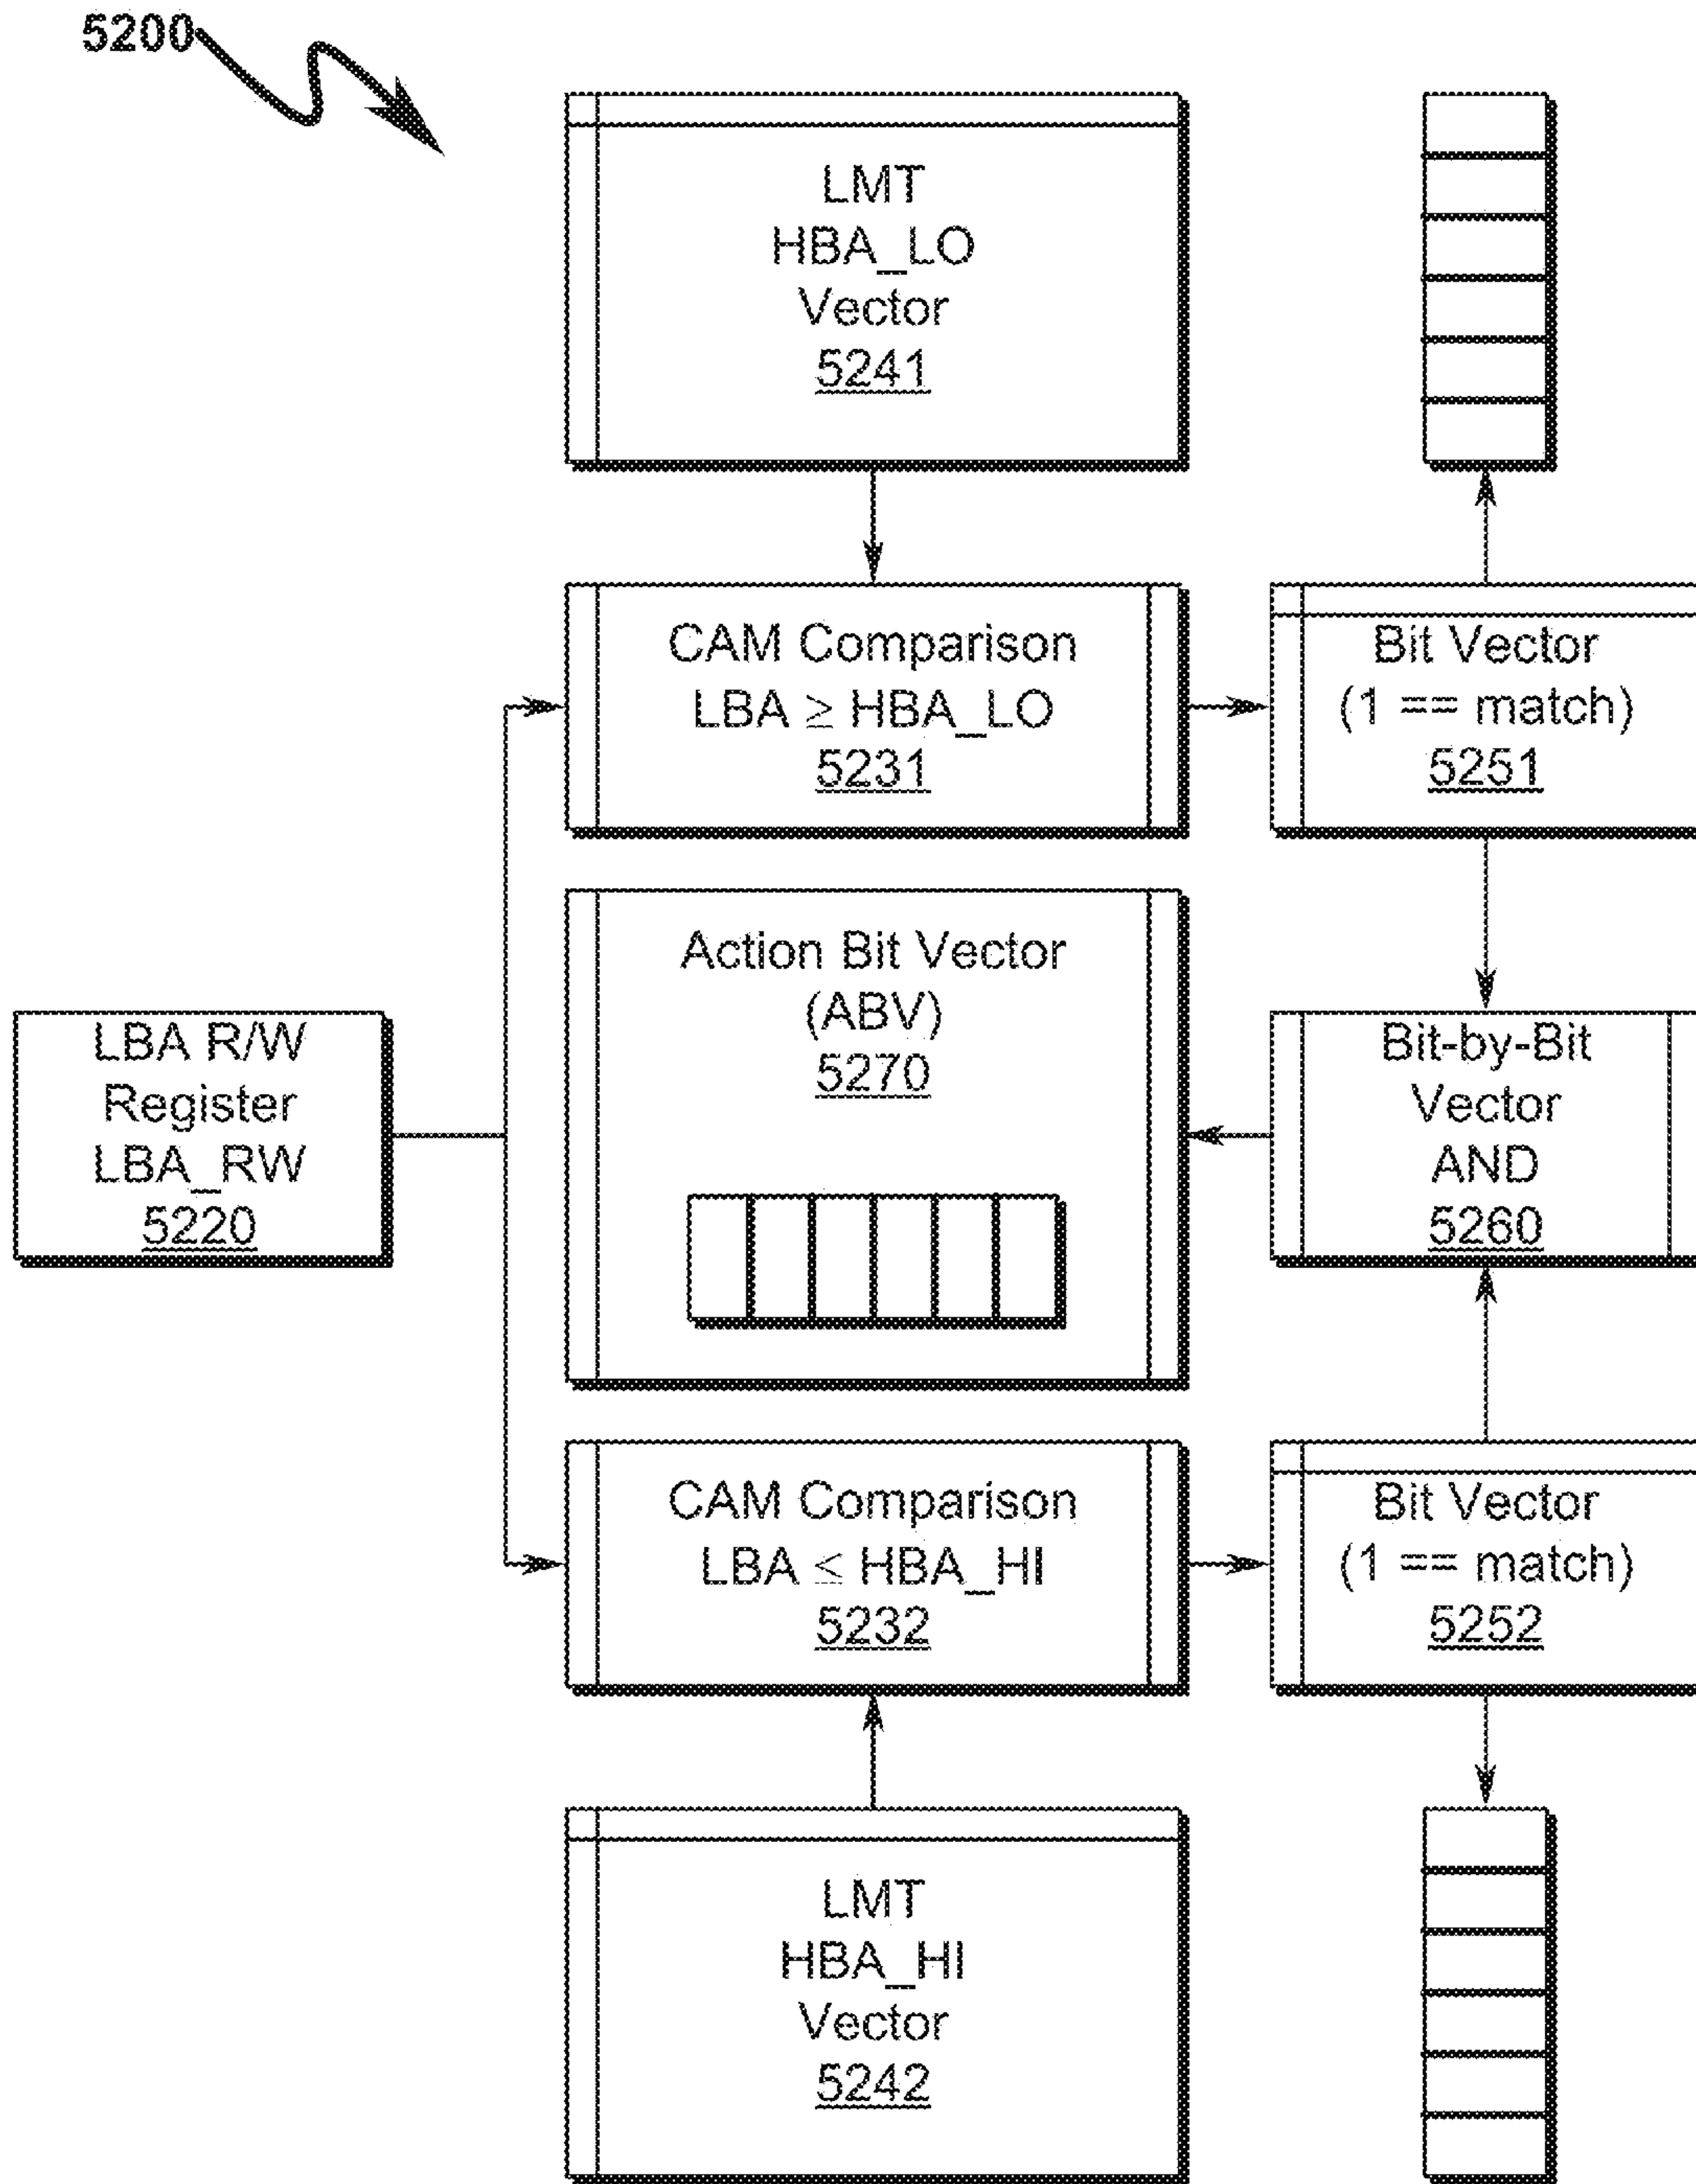 5200
LMT
HBA_LO
Vector
5241
CAM Comparison
LBA ≥ HBA_LO
5231
Bit Vector
(1 == match)
5251
Action Bit Vector
(ABV)
5270
LBA R/W
Register
LBA_RW
5220
Bit-by-Bit
Vector
AND
5260
CAM Comparison
LBA ≤ HBA_HI
5232
Bit Vector
(1 == match)
5252
LMT
HBA_HI
Vector
5242